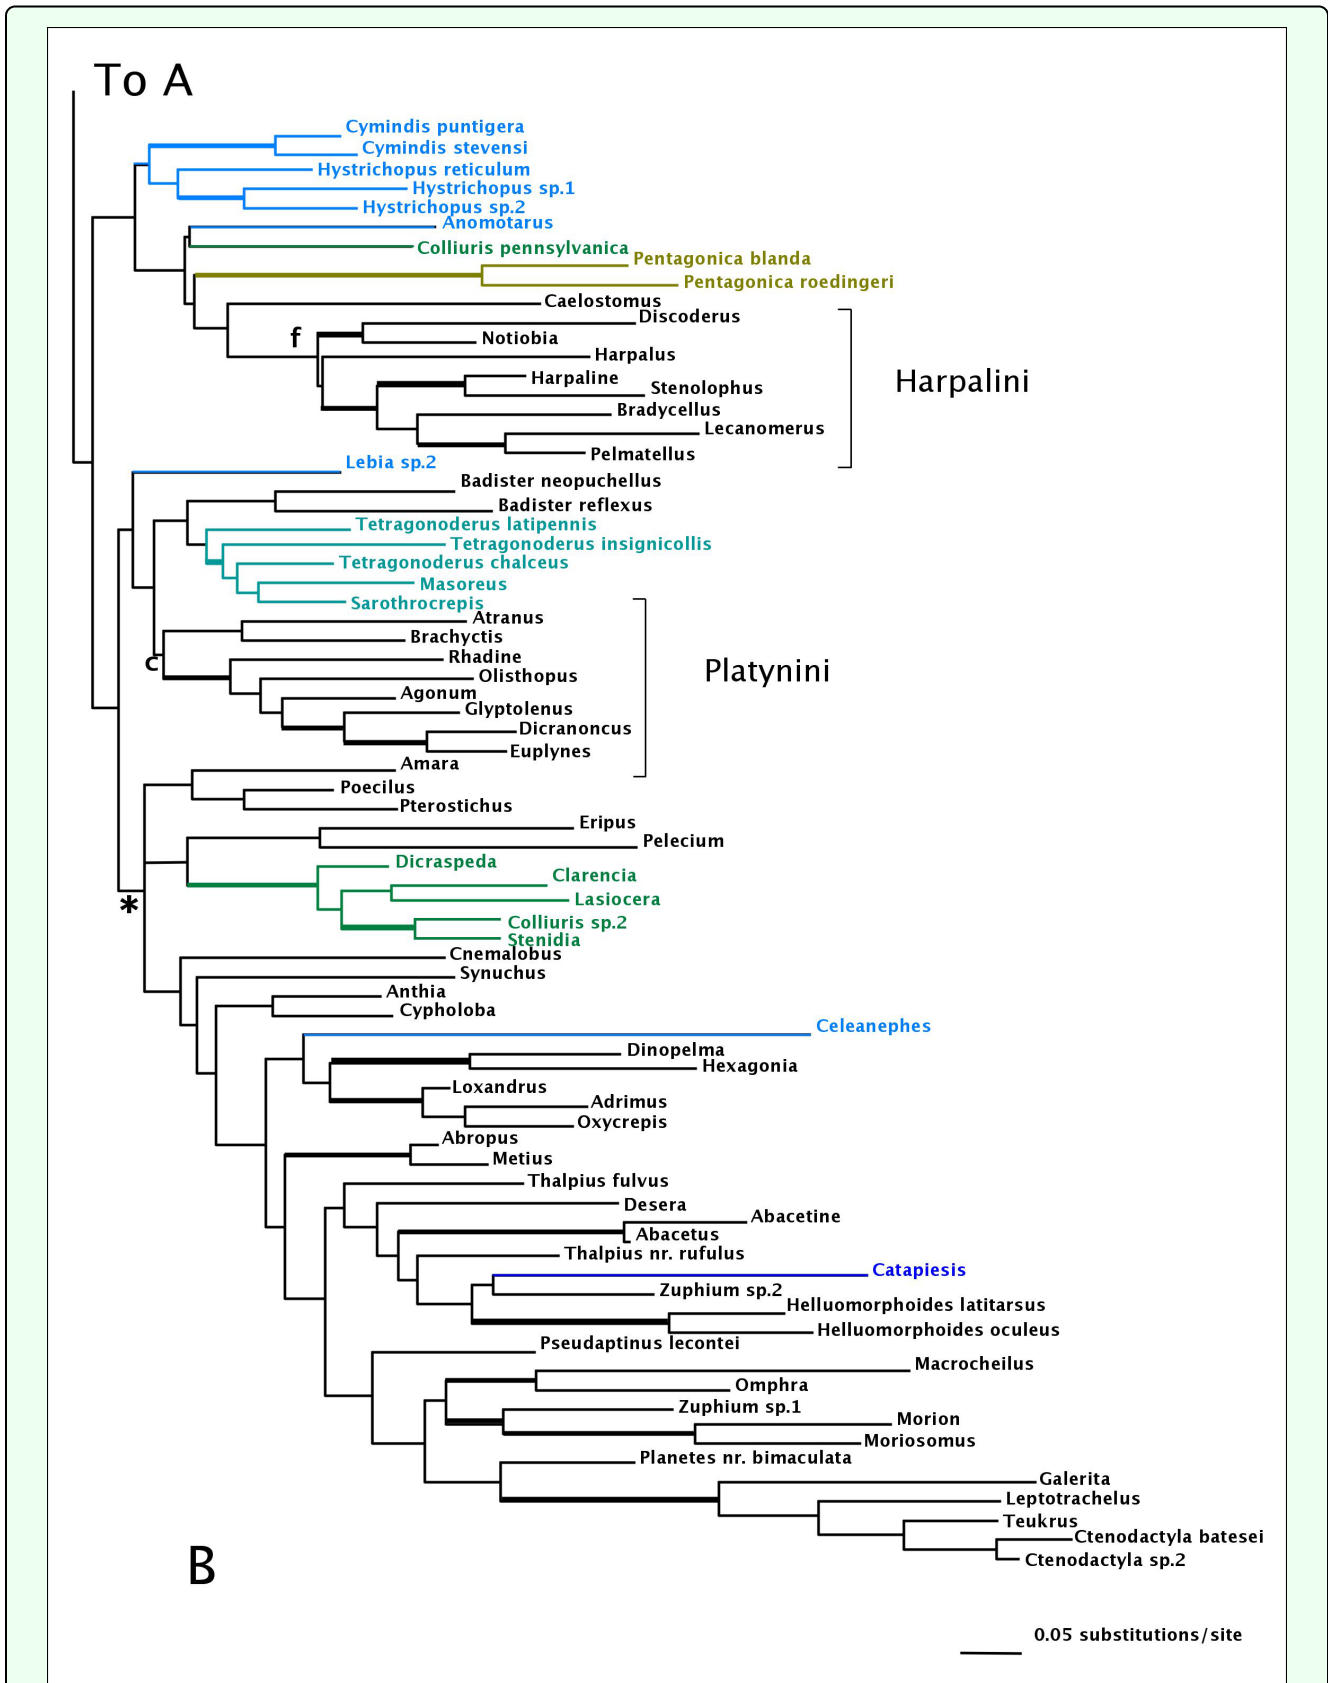 To A
Cymindis puntigera
Cymindis stevensi
Hystrichopus reticulum
Hystrichopus sp.1
Hystrichopus sp.2
Anomotarus
Colliuris pennsylvanica
Pentagonica blanda
Pentagonica roedingeri
Caelostomus
Discoderus
f
Notiobia
Harpalus
Harpaline
Harpalini
Stenolophus
Bradycellus
Lecanomerus
Pelmatellus
Lebia sp.2
Badister neopuchellus
Badister reflexus
Tetragonoderus latipennis
Tetragonoderus insignicollis
Tetragonoderus chalceus
Masoreus
Sarothrocrepis
Atranus
Brachyctis
Rhadine
c
Platynini
Olisthopus
Agonum
Glyptolenus
Dicranoncus
Euplynes
Amara
Poecilus
Pterostichus
Eripus
Pelecium
Dicraspeda
Clarencia
Lasiocera
*
Colliuris sp.2
Stenidia
Cnemalobus
Synuchus
Anthia
Cypholoba
Celeanephes
Dinopelma
Hexagonia
Loxandrus
Adrimus
Oxycrepis
Abropus
Metius
Thalpius fulvus
Desera
Abacetine
Abacetus
Thalpius nr. rufulus
Catapiesis
Zuphium sp.2
Helluomorphoides latitarsus
Helluomorphoides oculeus
Pseudaptinus lecontei
Macrocheilus
Omphra
Zuphium sp.1
Morion
Moriosomus
Planetes nr. bimaculata
Galerita
Leptotrachelus
Teukrus
Ctenodactyla batesei
Ctenodactyla sp.2
B
0.05 substitutions/site